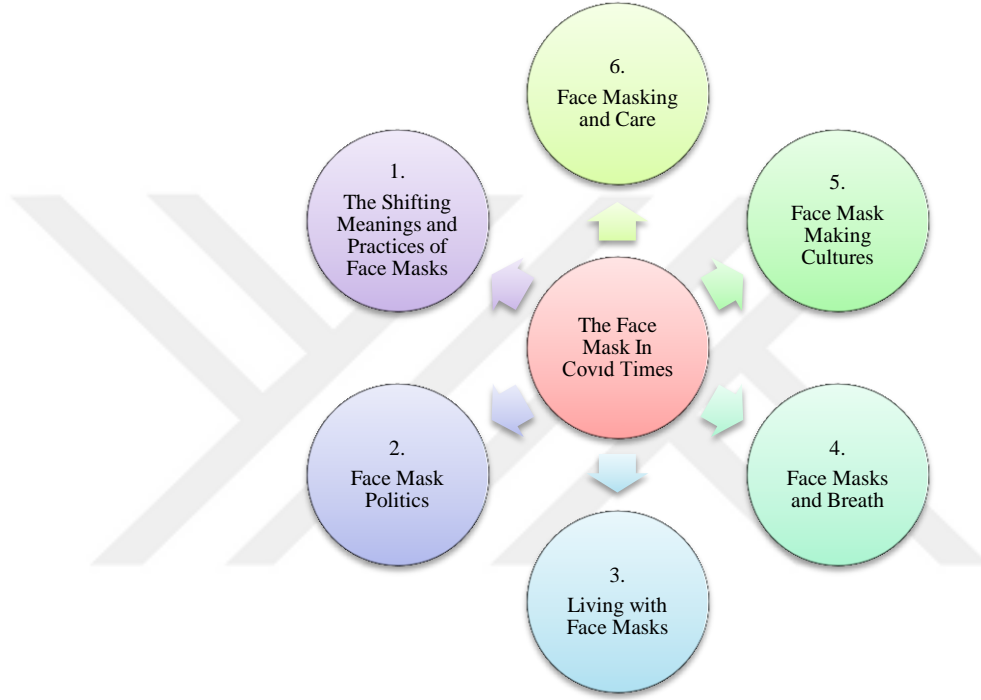 1.
The Shifting
Meanings and
Practices of
Face Masks
2.
Face Mask
Politics
3.
Living with
Face Masks
4.
Face Masks
and Breath
5.
Face Mask
Making
Cultures
6.
Face Masking
and Care
The Face
Mask In
Covıd Times